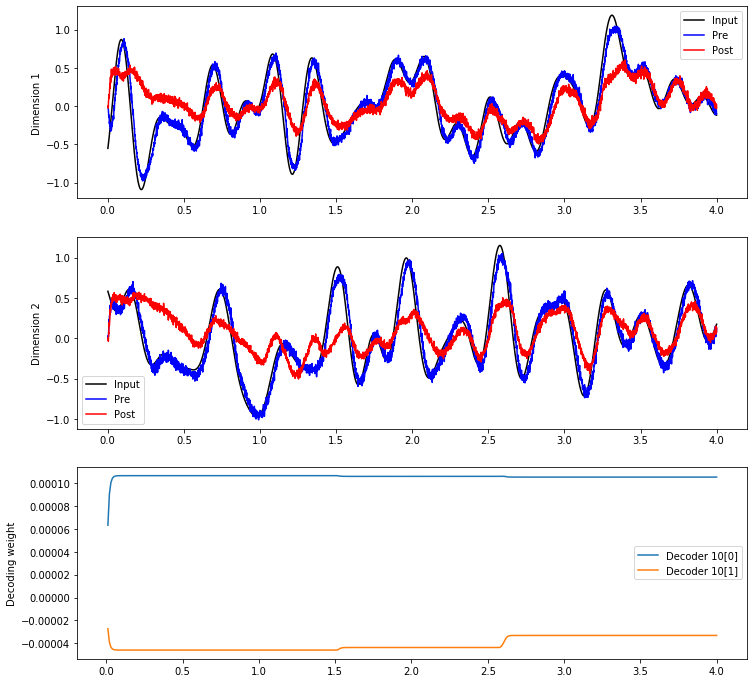 Dimension 1
1.0
0.5
0.0
−0.5
−1.0
Input
Pre
Post
0.0 0.5 1.0 1.5 2.0 2.5 3.0 3.5 4.0
Dimension 2
1.0
0.5
0.0
−0.5
−1.0
Input
Pre
Post
0.0 0.5 1.0 1.5 2.0 2.5 3.0 3.5 4.0
Decoding weight
0.00010
0.00008
0.00006
0.00004
0.00002
0.00000
−0.00002
−0.00004
Decoder 10[0]
Decoder 10[1]
0.0 0.5 1.0 1.5 2.0 2.5 3.0 3.5 4.0